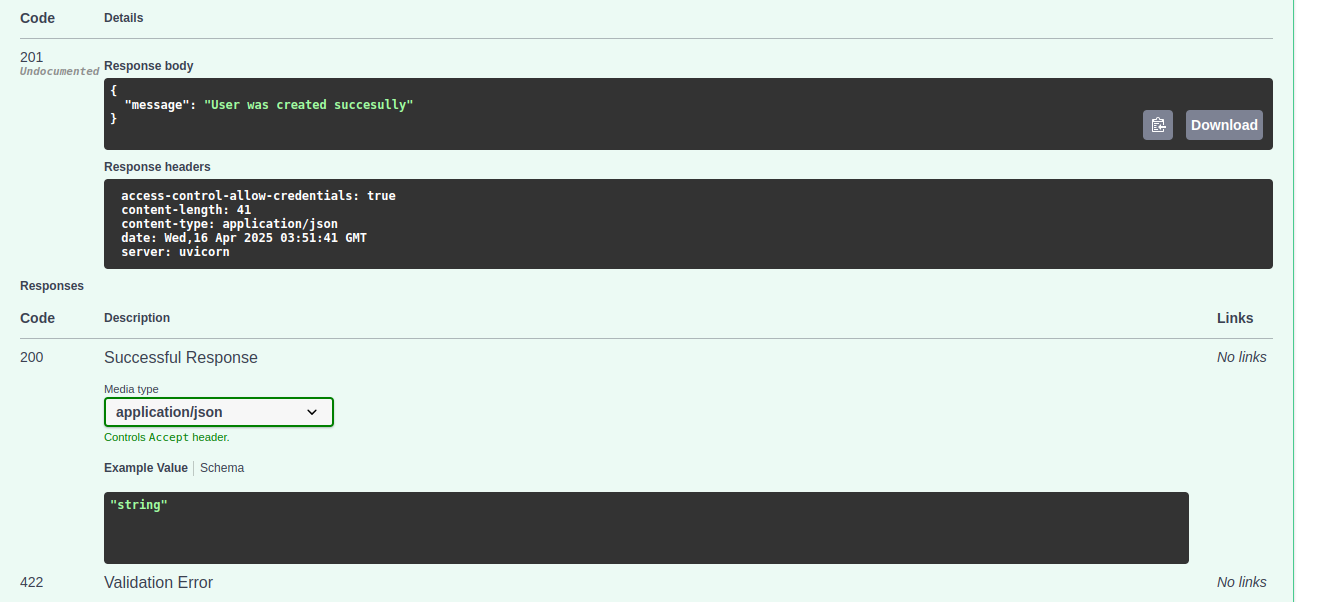 Code Details
201
Undocumented
Response body
{
"message": "User was created succesully"
}
Download
Response headers
access-control-allow-credentials: true
content-length: 41
content-type: application/json
date: Wed,16 Apr 2025 03:51:41 GMT
server: uvicorn
Responses
Code Description Links
200 Successful Response No links
Media type
application/json
Controls Accept header.
Example Value Schema
"string"
422 Validation Error No links